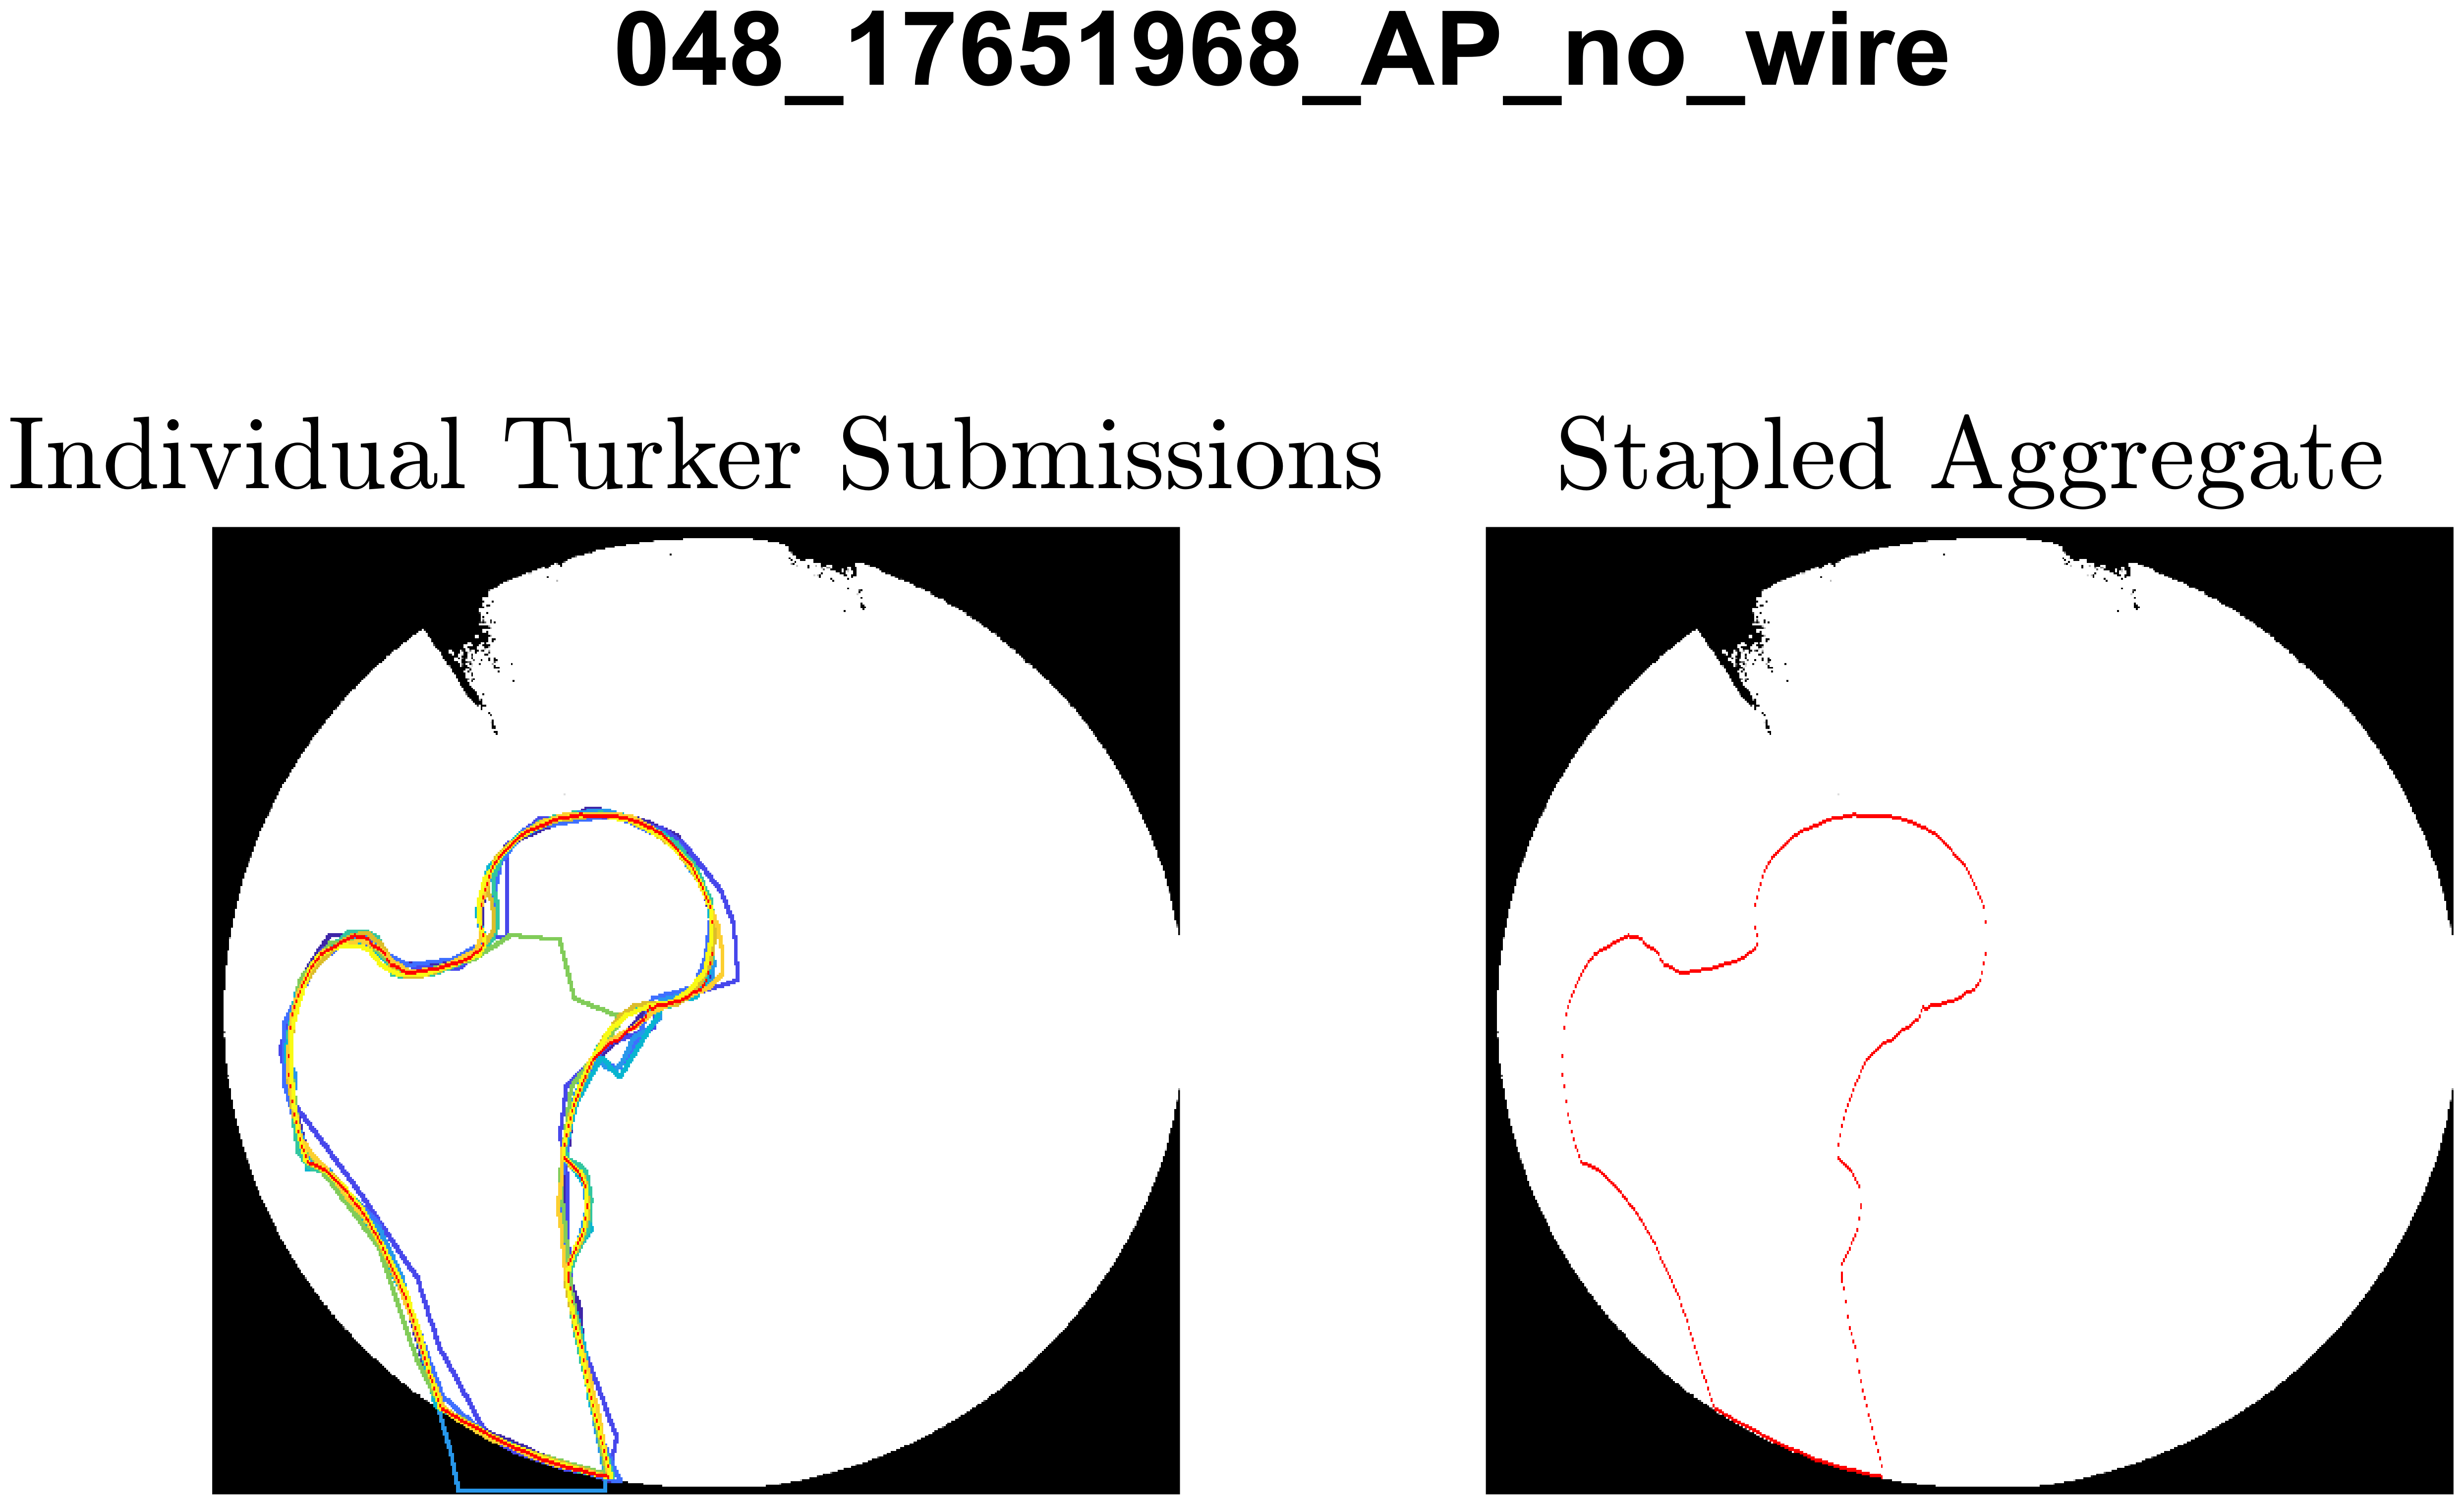 048_17651968_AP_no_wire
Individual Turker Submissions
Stapled Aggregate